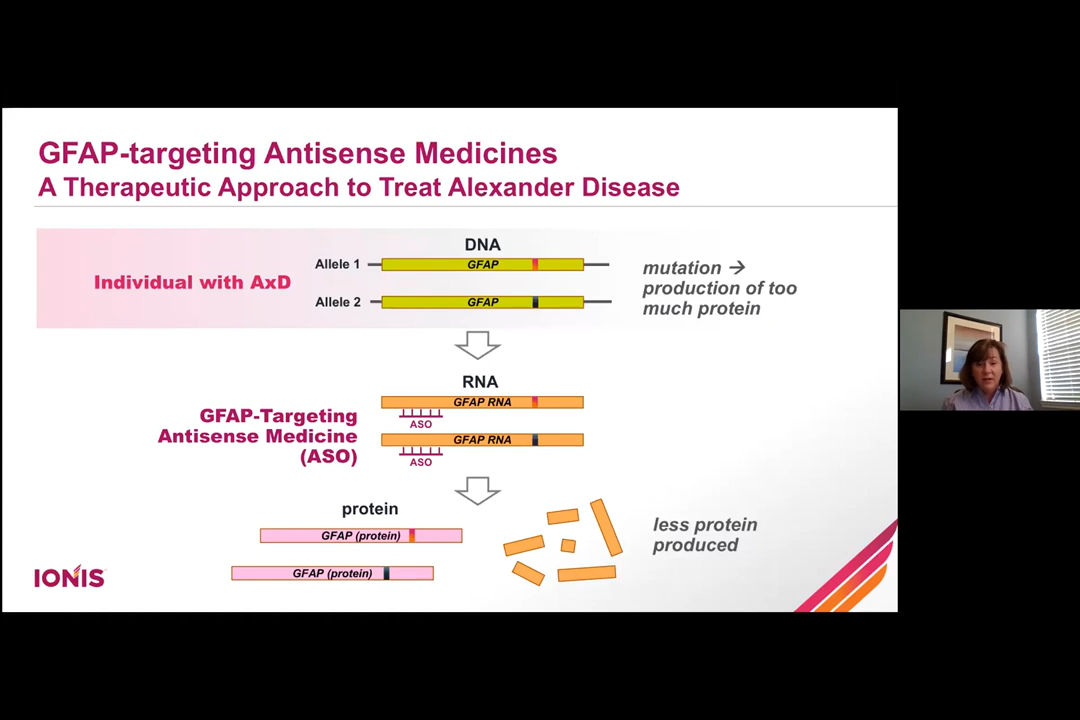 GFAP-targeting Antisense Medicines
A Therapeutic Approach to Treat Alexander Disease
Individual with AxD
DNA
Allele 1
GFAP
Allele 2
GFAP
mutation →
production of too
much protein
RNA
GFAP-Targeting
Antisense Medicine
(ASO)
GFAP RNA
ASO
GFAP RNA
ASO
protein
GFAP (protein)
GFAP (protein)
less protein
produced
IONIS